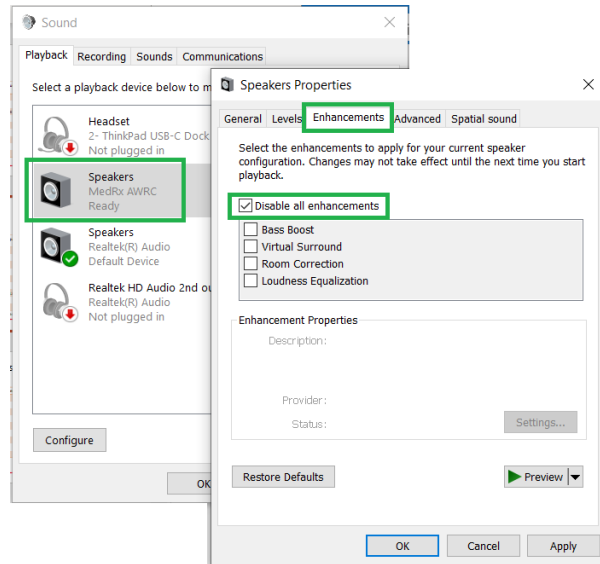 Sound
Playback Recording Sounds Communications
Select a playback device below to m
Headset
2- ThinkPad USB-C Dock
Not plugged in
Speakers
MedRx AWRC
Ready
Speakers
Realtek(R) Audio
Default Device
Realtek HD Audio 2nd ou
Realtek(R) Audio
Not plugged in
Configure
OK
Speakers Properties
General Levels Enhancements Advanced Spatial sound
Select the enhancements to apply for your current speaker
configuration. Changes may not take effect until the next time you start
playback.
Disable all enhancements
Bass Boost
Virtual Surround
Room Correction
Loudness Equalization
Enhancement Properties
Description:
Provider:
Status:
Settings...
Restore Defaults
Preview
OK Cancel Apply